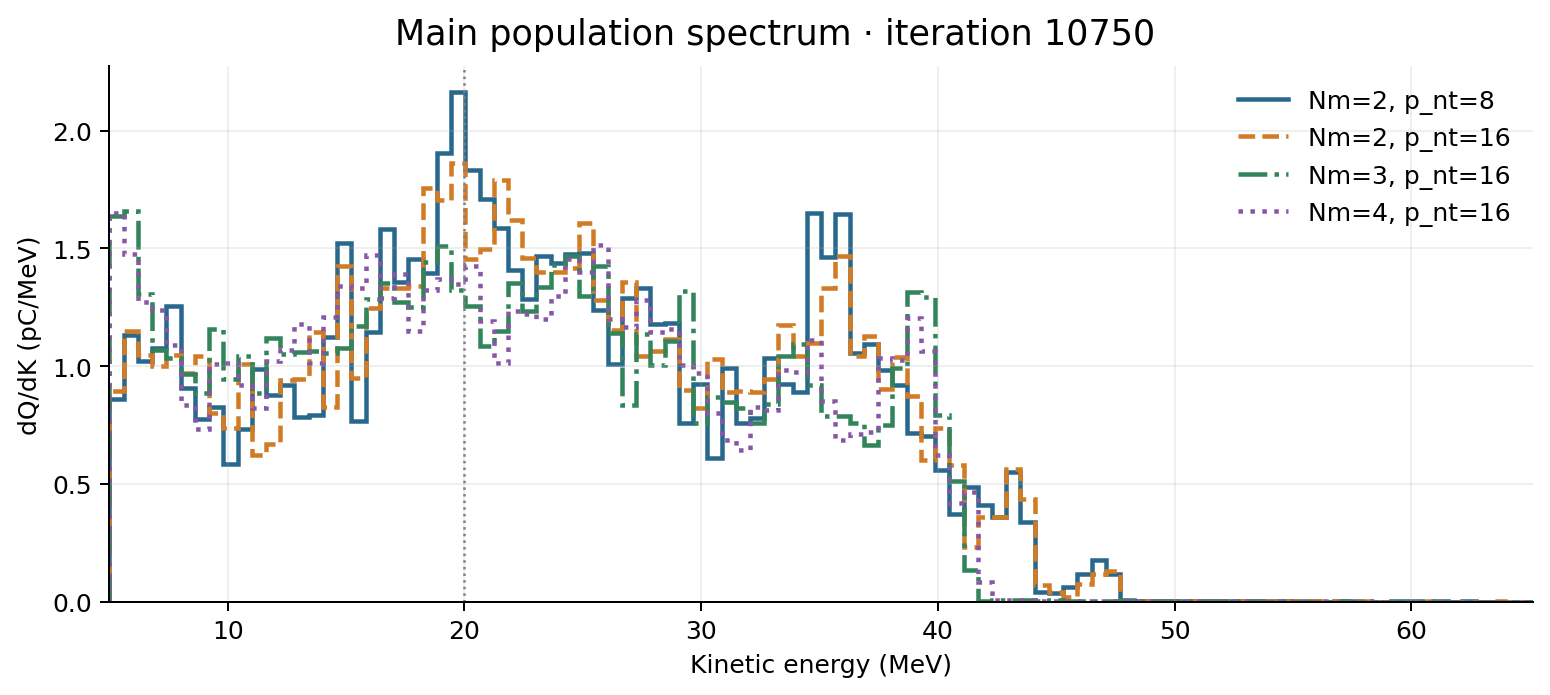 Main population spectrum · iteration 10750
dQ/dK (pC/MeV)
2.0
1.5
1.0
0.5
0.0
Nm=2, p_nt=8
Nm=2, p_nt=16
Nm=3, p_nt=16
Nm=4, p_nt=16
10 20 30 40 50 60
Kinetic energy (MeV)